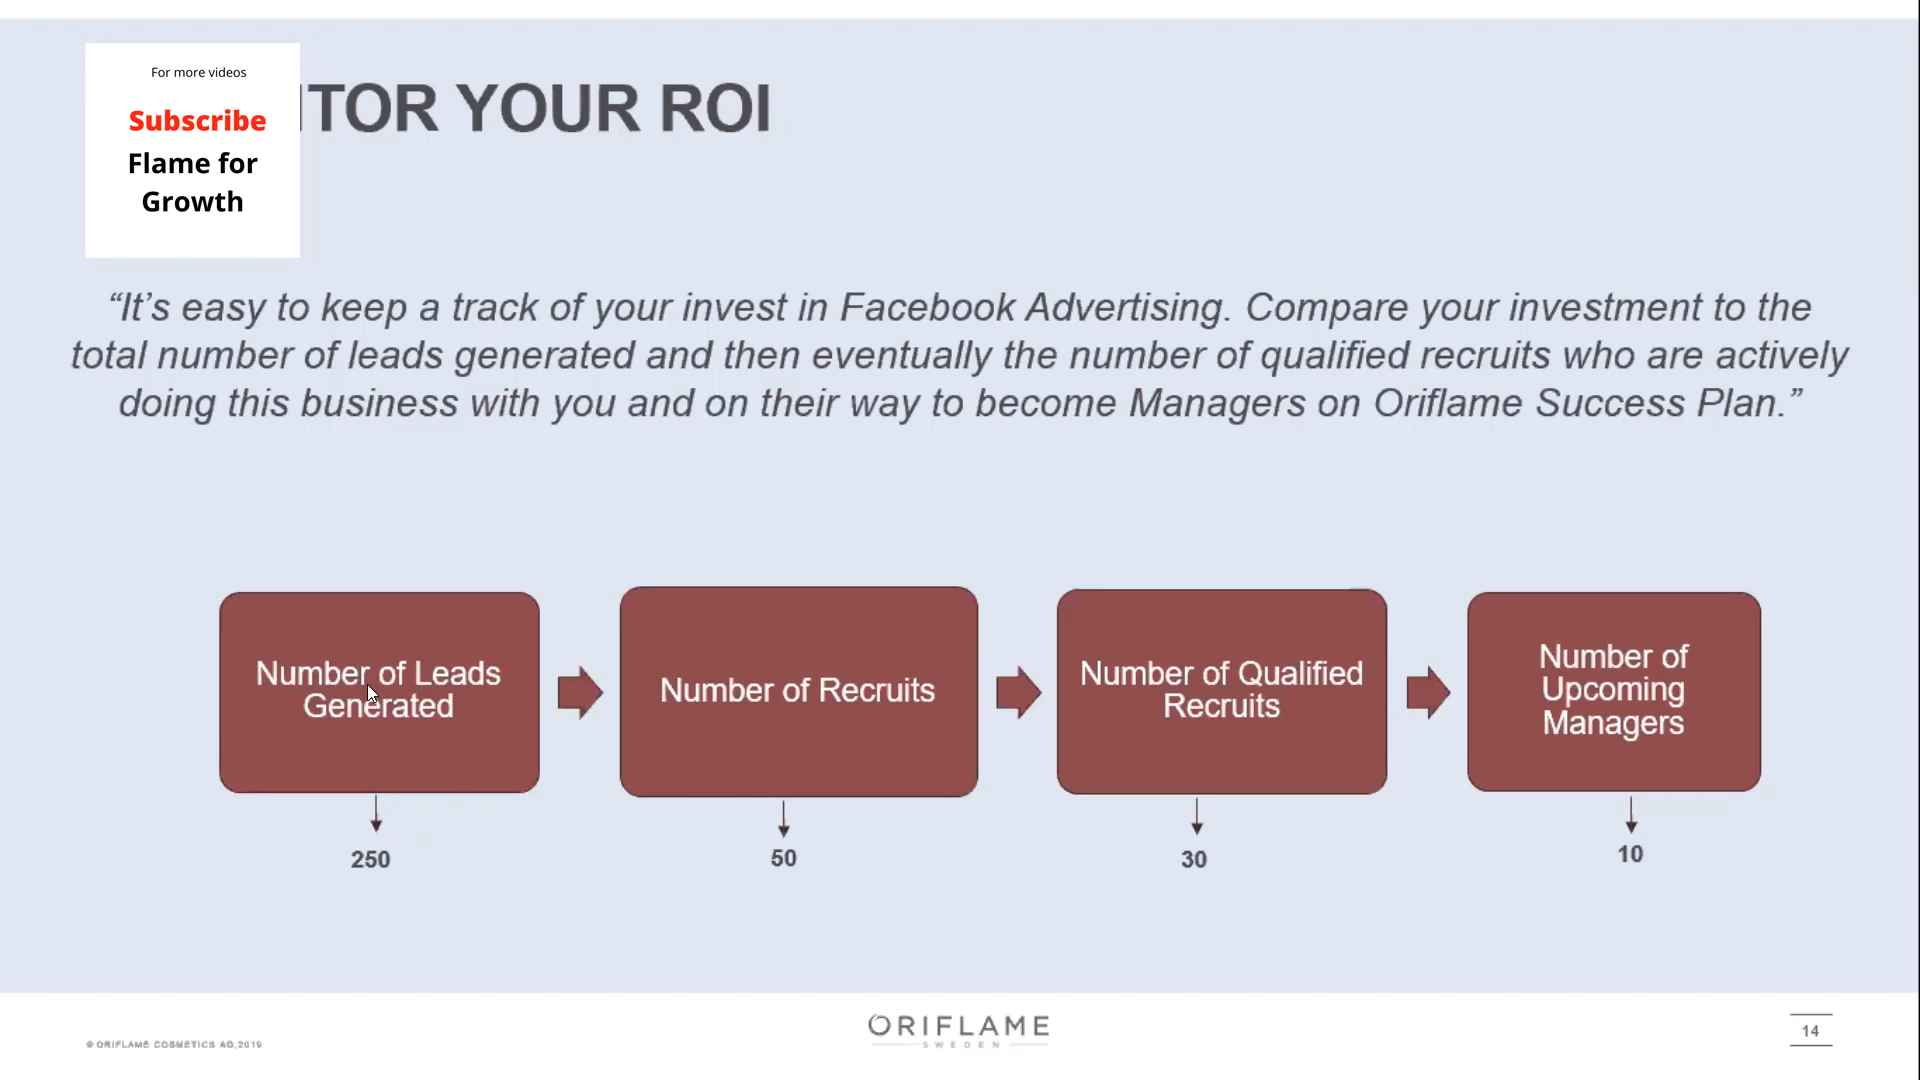 For more videos
Subscribe
Flame for
Growth
ITOR YOUR ROI
“It’s easy to keep a track of your invest in Facebook Advertising. Compare your investment to the
total number of leads generated and then eventually the number of qualified recruits who are actively
doing this business with you and on their way to become Managers on Oriflame Success Plan.”
Number of Leads
Generated
Number of Recruits
Number of Qualified
Recruits
Number of
Upcoming
Managers
250
50
30
10
© ORIFLAME COSMETICS AG, 2019
ORIFLAME
SWEDEN
14